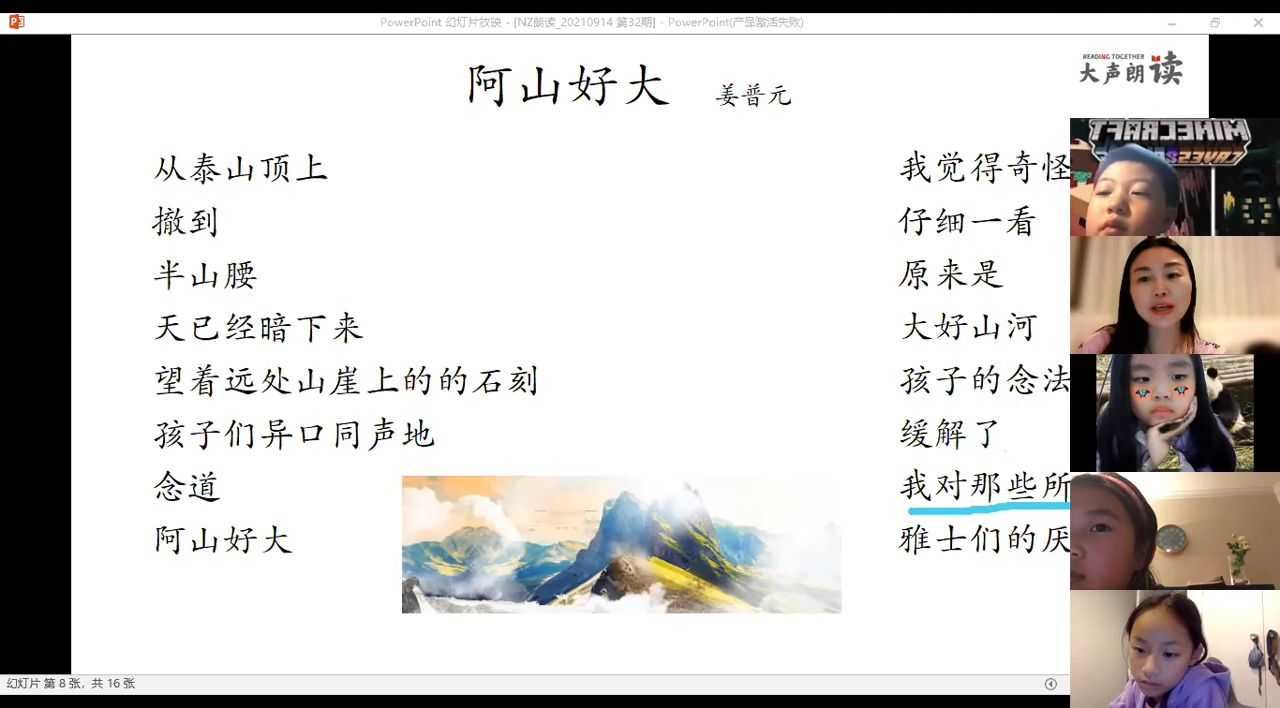 PowerPoint 幻灯片放映 - [NZ朗读_20210914 第32期] - PowerPoint(产品激活失败)
READING TOGETHER
大声朗读
阿山好大 姜普元
从泰山顶上
撤到
半山腰
天已经暗下来
望着远处山崖上的的石刻
孩子们异口同声地
念道
阿山好大
我觉得奇怪
仔细一看
原来是
大好山河
孩子的念法
缓解了
我对那些所
雅士们的厌
MINECRAFT
幻灯片 第 8 张，共 16 张